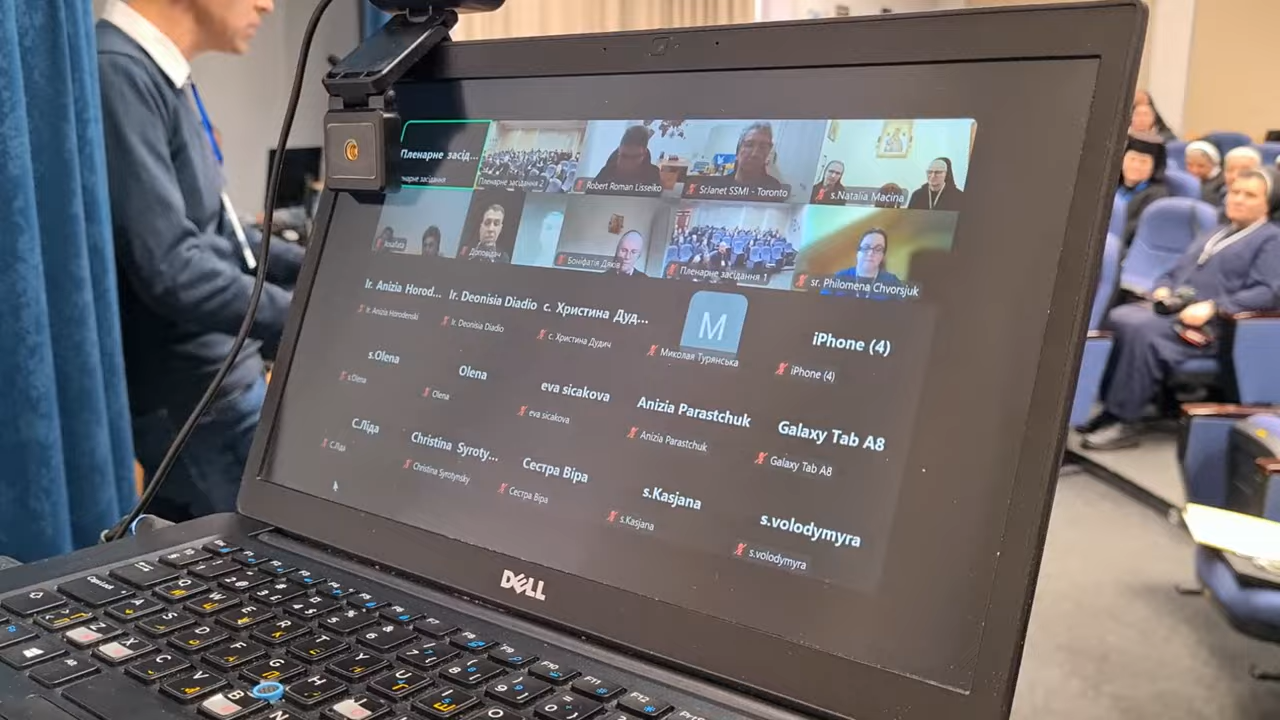 Пленарне засід...
Пленарне засідання 2
Robert Roman Lisseiko
Sr.Janet SSMI - Toronto
s.Natalia Macina
Josafata
Доповідач
Боніфатій Дяків
Пленарне засідання 1
sr. Philomena Chvorsjuk
Ir. Anizia Horod...
Ir. Deonisia Diadio
с. Христина Дуд...
M
iPhone (4)
Ir. Anizia Horodenski
Ir. Deonisia Diadio
с. Христина Дудич
Миколая Турянська
iPhone (4)
s.Olena
Olena
eva sicakova
Anizia Parastchuk
Galaxy Tab A8
s.Olena
Olena
eva sicakova
Anizia Parastchuk
Galaxy Tab A8
С.Ліда
Christina Syroty...
Сестра Віра
s.Kasjana
s.volodymyra
С.Ліда
Christina Syrotynsky
Сестра Віра
s.Kasjana
s.volodymyra
DELL